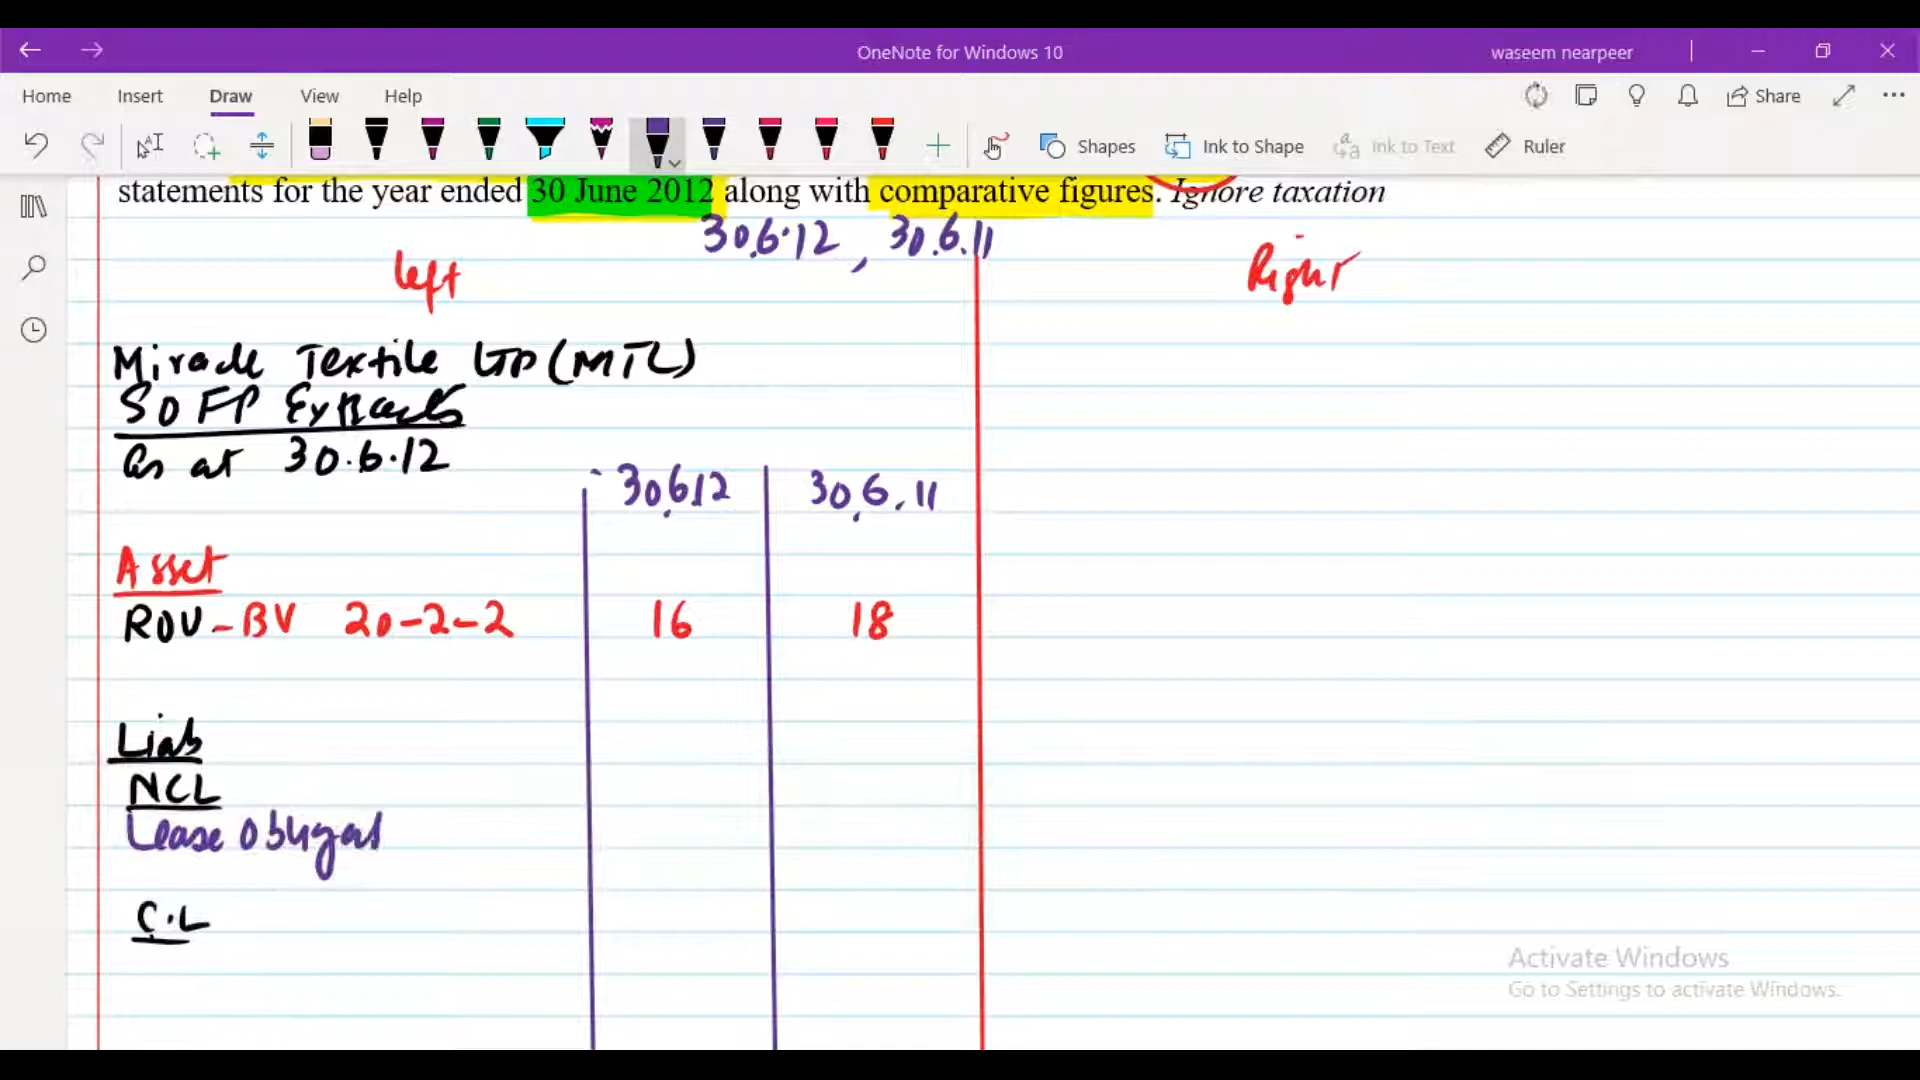 OneNote for Windows 10
waseem nearpeer
Home Insert Draw View Help
Share
Shapes Ink to Shape Ink to Text Ruler
statements for the year ended 30 June 2012 along with comparative figures. Ignore taxation
30.6.12, 30.6.11
left Right
Miracle Textile LTD (MTL)
SOFP Extracts
as at 30.6.12
30.6.12 30.6.11
Asset
ROU - BV 20-2-2 16 18
Liab
NCL
Lease Obligat
C.L
Activate Windows
Go to Settings to activate Windows.